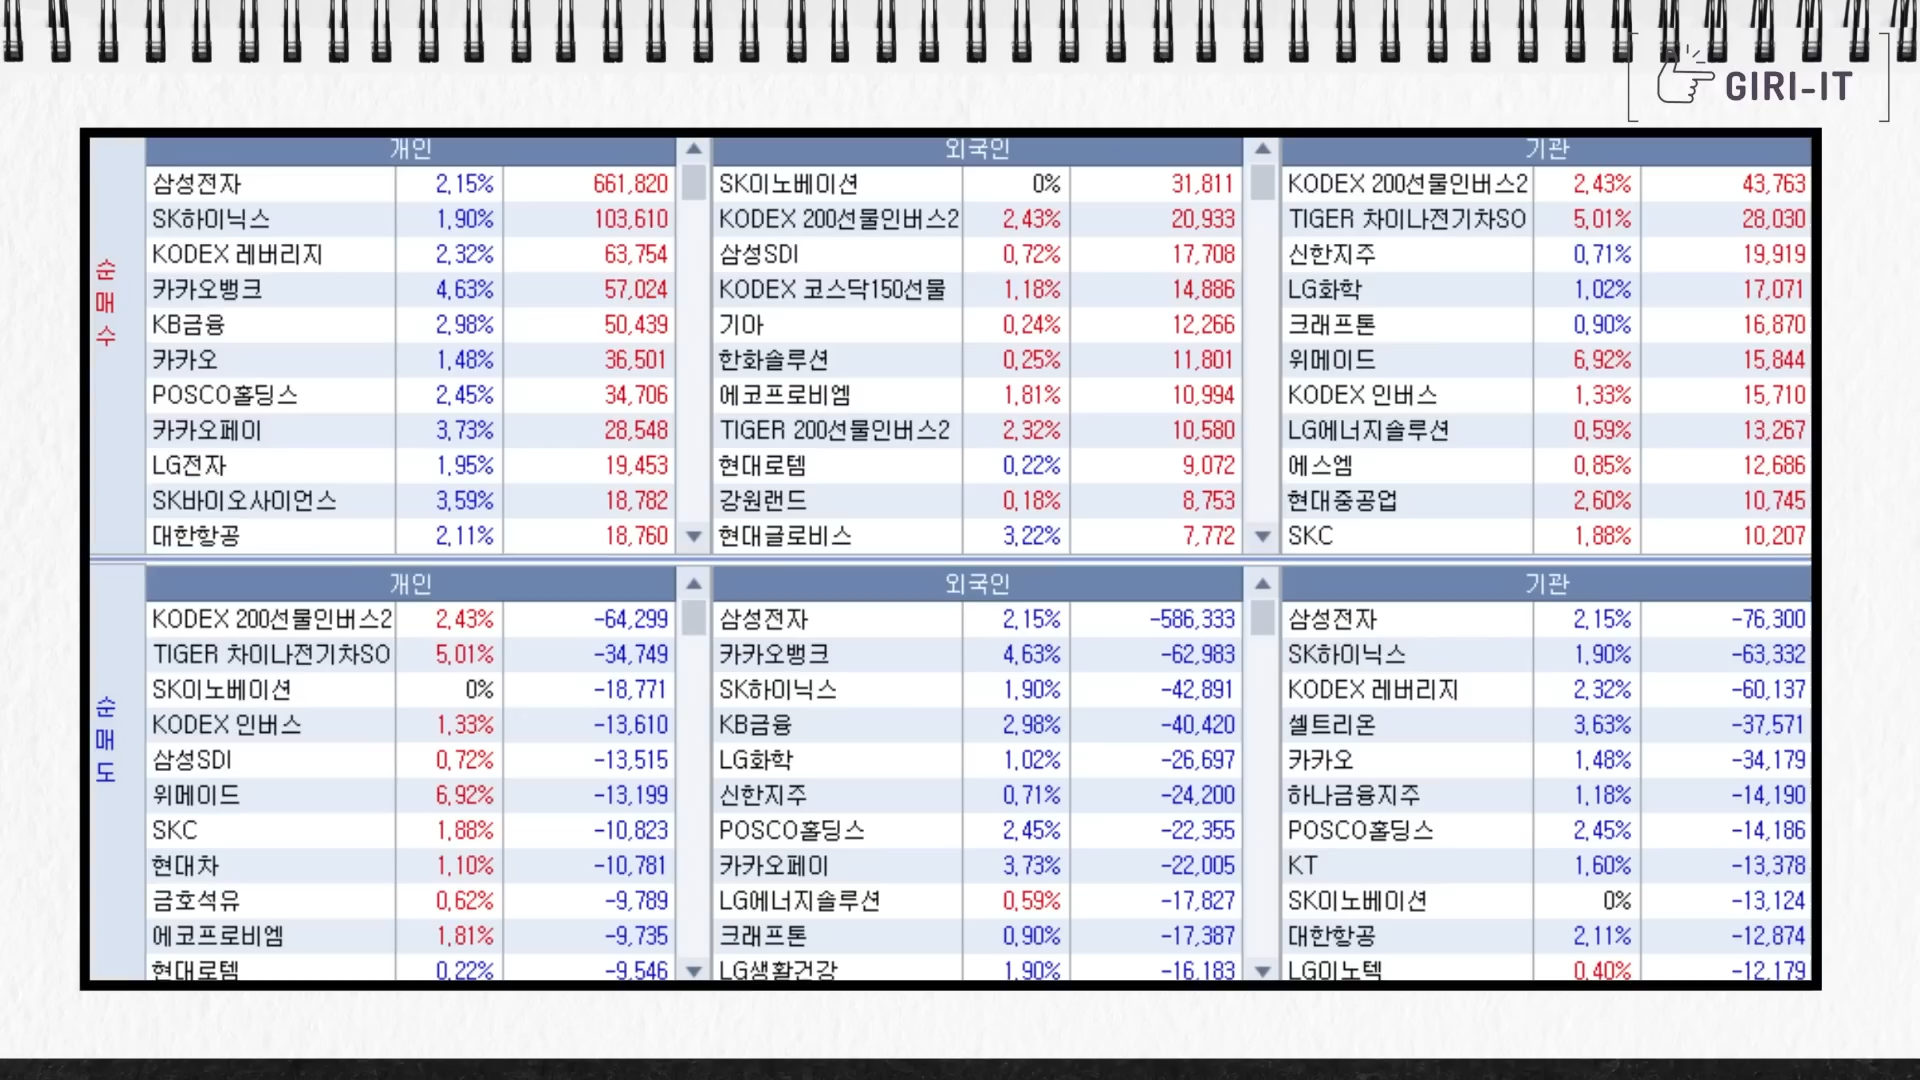 GIRI-IT
개인 외국인 기관
순매수
삼성전자 2,15% 661,820 SK이노베이션 0% 31,811 KODEX 200선물인버스2 2,43% 43,763
SK하이닉스 1,90% 103,610 KODEX 200선물인버스2 2,43% 20,933 TIGER 차이나전기차SO 5,01% 28,030
KODEX 레버리지 2,32% 63,754 삼성SDI 0,72% 17,708 신한지주 0,71% 19,919
카카오뱅크 4,63% 57,024 KODEX 코스닥150선물 1,18% 14,886 LG화학 1,02% 17,071
KB금융 2,98% 50,439 기아 0,24% 12,266 크래프톤 0,90% 16,870
카카오 1,48% 36,501 한화솔루션 0,25% 11,801 위메이드 6,92% 15,844
POSCO홀딩스 2,45% 34,706 에코프로비엠 1,81% 10,994 KODEX 인버스 1,33% 15,710
카카오페이 3,73% 28,548 TIGER 200선물인버스2 2,32% 10,580 LG에너지솔루션 0,59% 13,267
LG전자 1,95% 19,453 현대로템 0,22% 9,072 에스엠 0,85% 12,686
SK바이오사이언스 3,59% 18,782 강원랜드 0,18% 8,753 현대중공업 2,60% 10,745
대한항공 2,11% 18,760 현대글로비스 3,22% 7,772 SKC 1,88% 10,207
개인 외국인 기관
순매도
KODEX 200선물인버스2 2,43% -64,299 삼성전자 2,15% -586,333 삼성전자 2,15% -76,300
TIGER 차이나전기차SO 5,01% -34,749 카카오뱅크 4,63% -62,983 SK하이닉스 1,90% -63,332
SK이노베이션 0% -18,771 SK하이닉스 1,90% -42,891 KODEX 레버리지 2,32% -60,137
KODEX 인버스 1,33% -13,610 KB금융 2,98% -40,420 셀트리온 3,63% -37,571
삼성SDI 0,72% -13,515 LG화학 1,02% -26,697 카카오 1,48% -34,179
위메이드 6,92% -13,199 신한지주 0,71% -24,200 하나금융지주 1,18% -14,190
SKC 1,88% -10,823 POSCO홀딩스 2,45% -22,355 POSCO홀딩스 2,45% -14,186
현대차 1,10% -10,781 카카오페이 3,73% -22,005 KT 1,60% -13,378
금호석유 0,62% -9,789 LG에너지솔루션 0,59% -17,827 SK이노베이션 0% -13,124
에코프로비엠 1,81% -9,735 크래프톤 0,90% -17,387 대한항공 2,11% -12,874
현대로템 0,22% -9,546 LG생활건강 1,90% -16,183 LG이노텍 0,40% -12,179